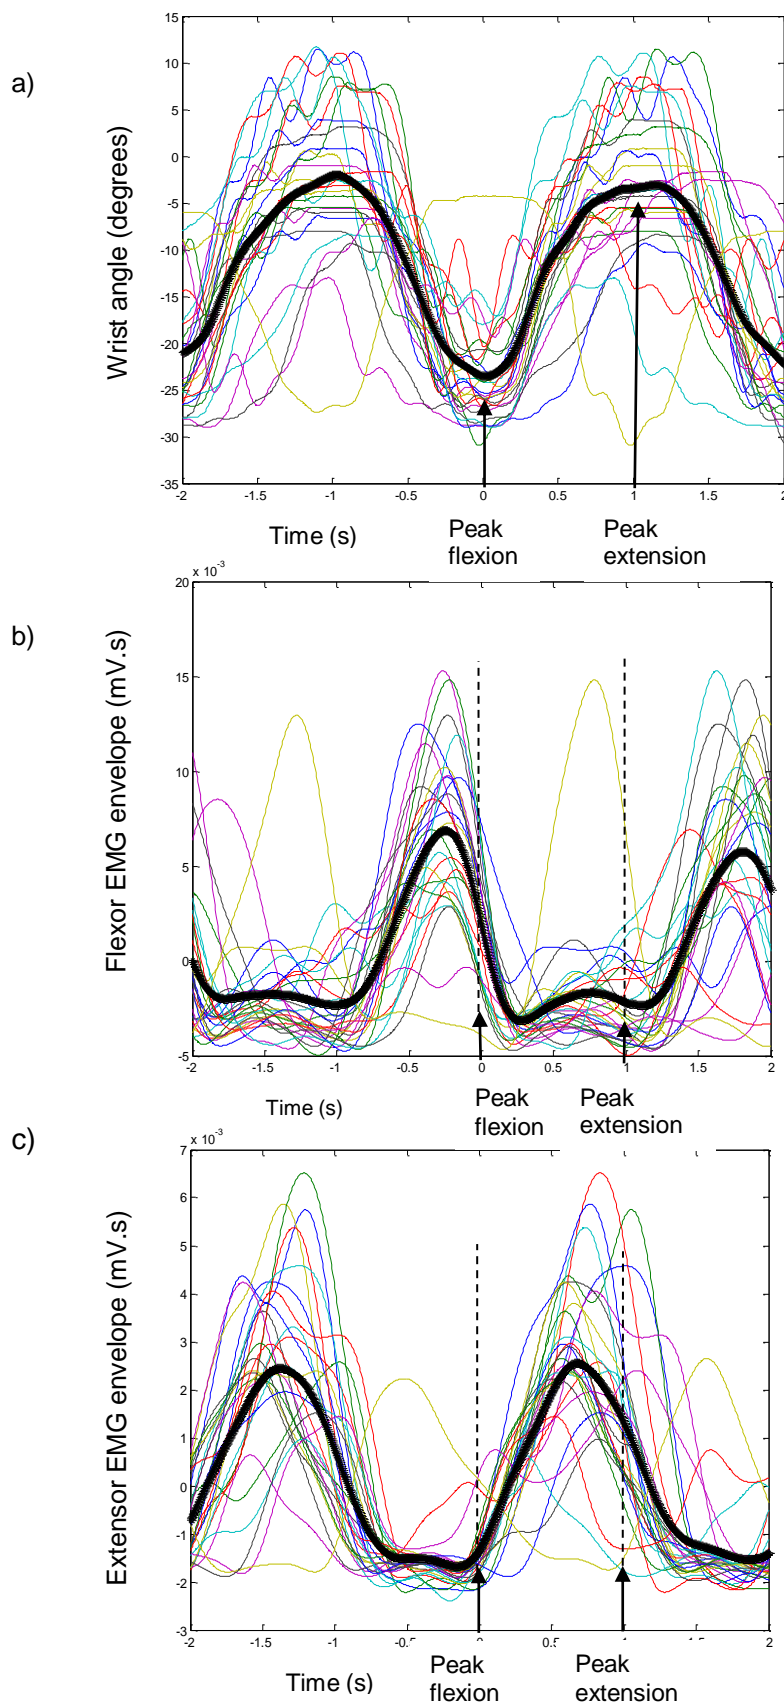 a)
Wrist angle (degrees)
15
10
5
0
-5
-10
-15
-20
-25
-30
-35
-2 -1.5 -1 -0.5 0 0.5 1 1.5 2
Time (s)
Peak flexion
Peak extension
b)
Flexor EMG envelope (mV.s)
x 10-3
20
15
10
5
0
-5
-2 -1.5 -1 -0.5 0 0.5 1 1.5 2
Time (s)
Peak flexion
Peak extension
c)
Extensor EMG envelope (mV.s)
x 10-3
7
6
5
4
3
2
1
0
-1
-2
-3
-2 -1.5 -1 -0.5 0 0.5 1 1.5 2
Time (s)
Peak flexion
Peak extension